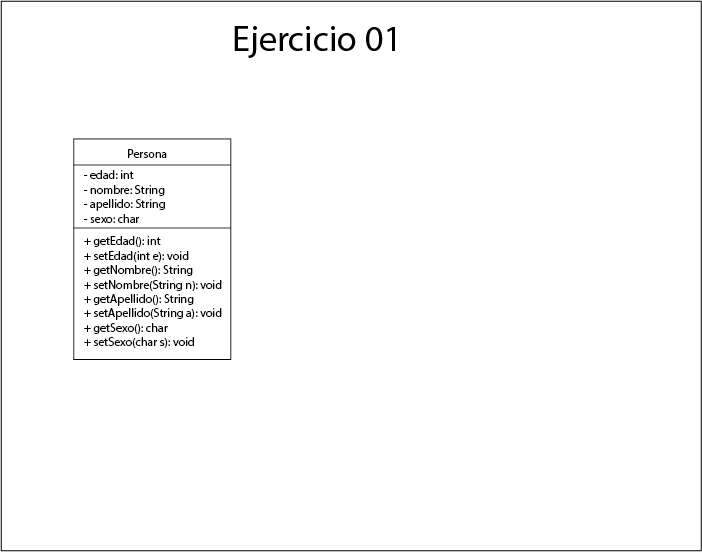 Ejercicio 01
Persona
- edad: int
- nombre: String
- apellido: String
- sexo: char
+ getEdad(): int
+ setEdad(int e): void
+ getNombre(): String
+ setNombre(String n): void
+ getApellido(): String
+ setApellido(String a): void
+ getSexo(): char
+ setSexo(char s): void